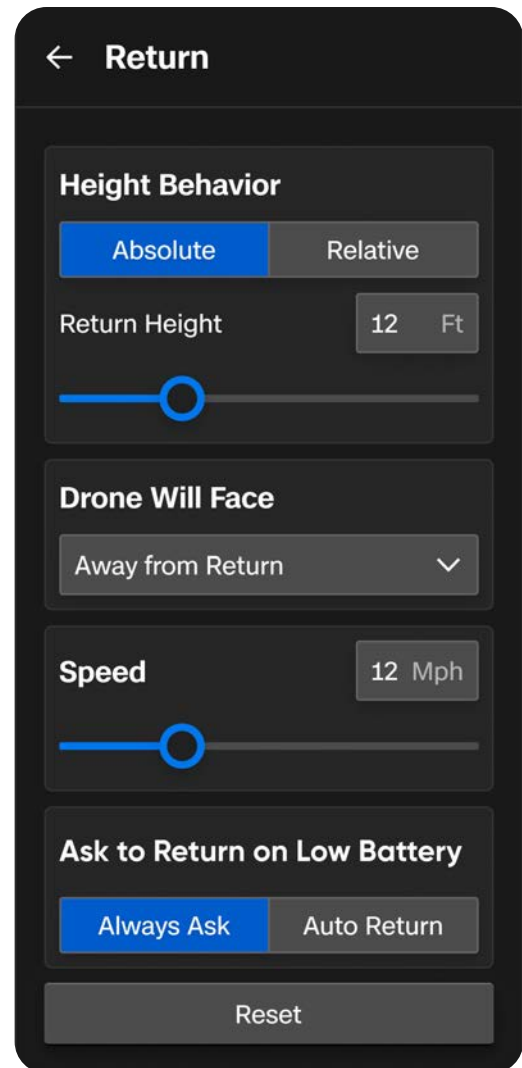 Return
Height Behavior
Absolute Relative
Return Height 12 Ft
Drone Will Face
Away from Return
Speed 12 Mph
Ask to Return on Low Battery
Always Ask Auto Return
Reset